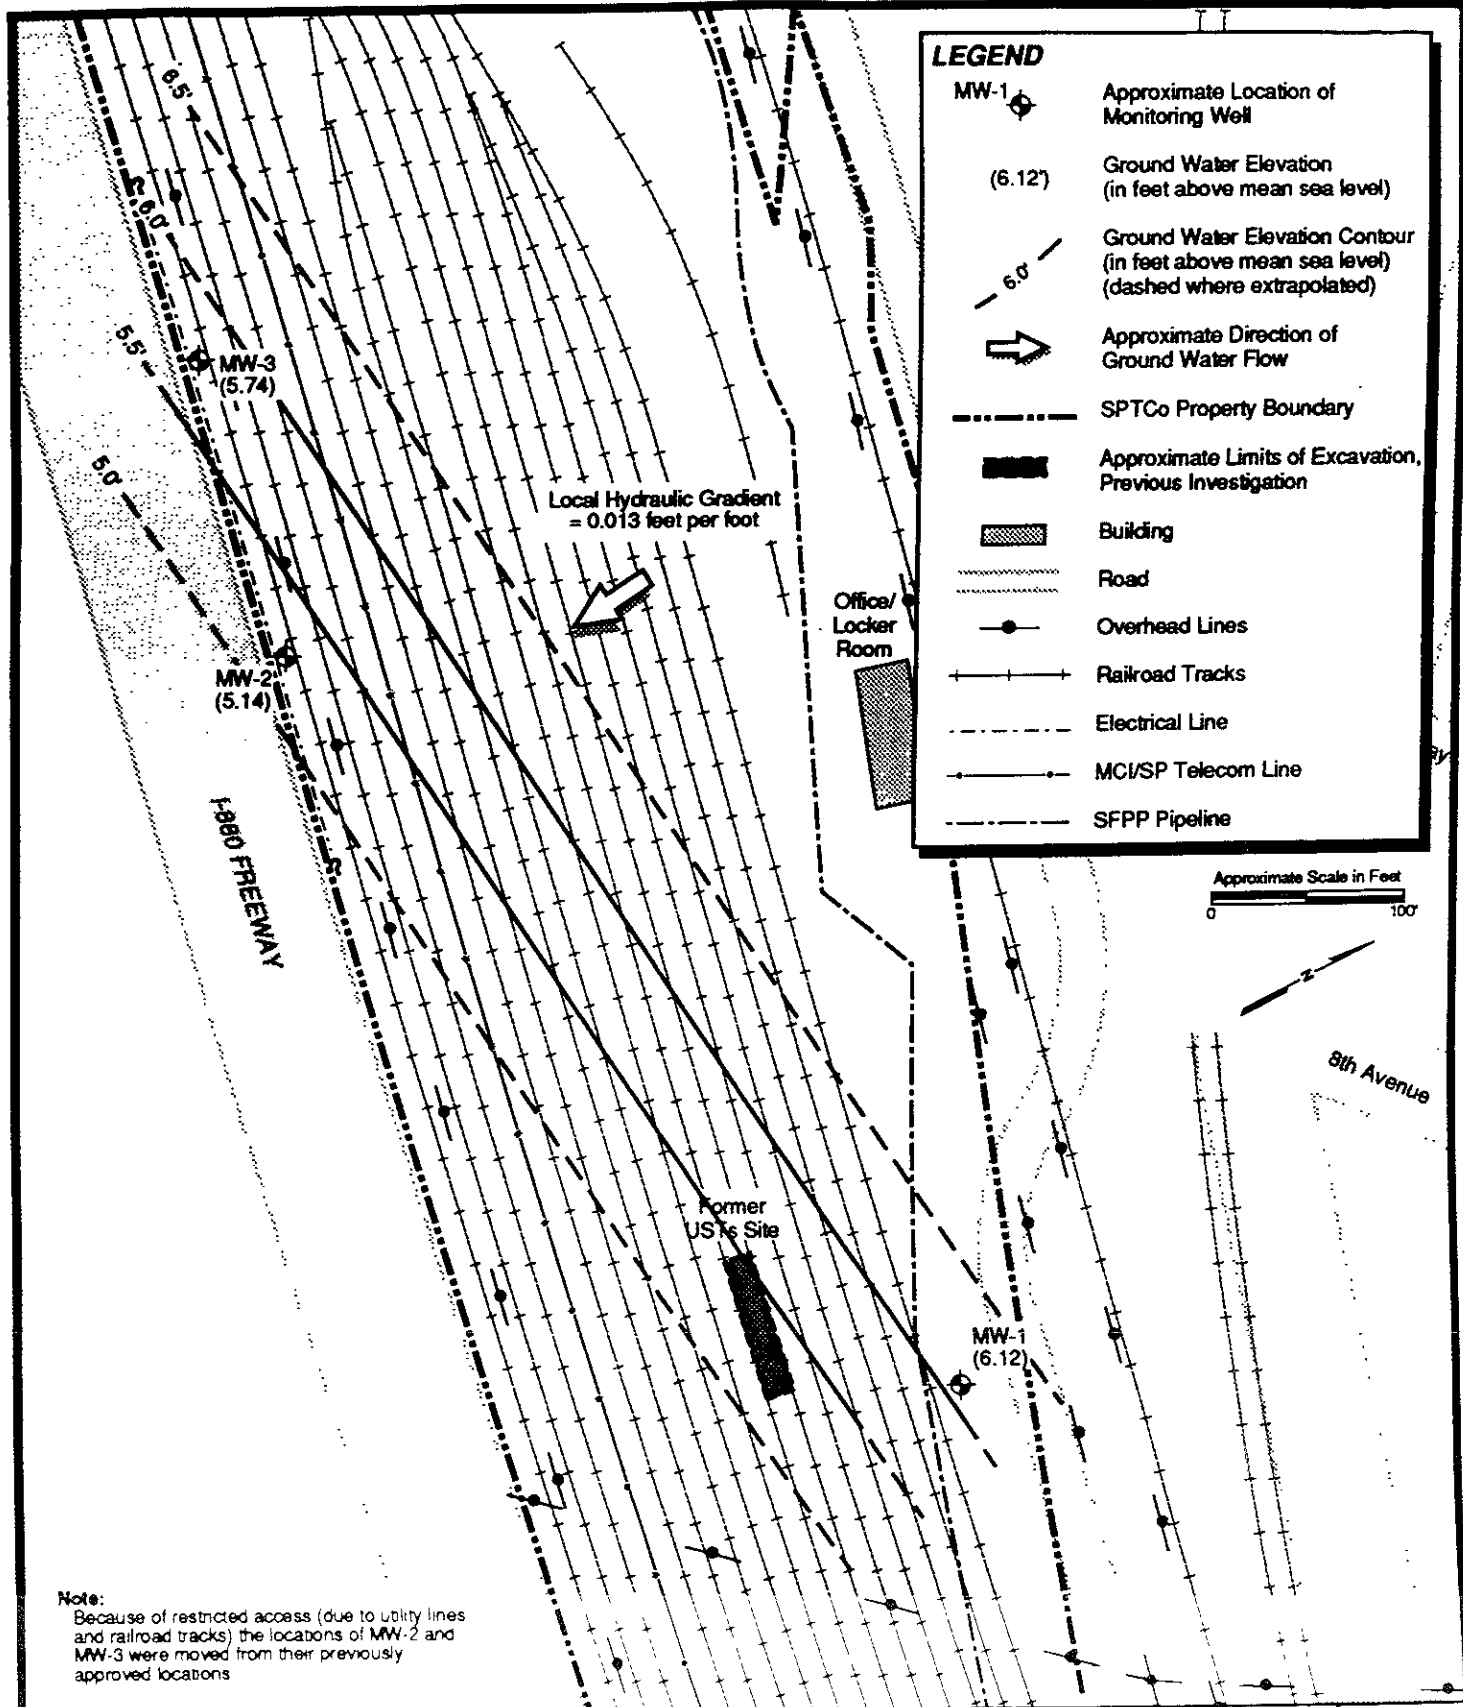 LEGEND
MW-1
Approximate Location of
Monitoring Well
(6.12')
Ground Water Elevation
(in feet above mean sea level)
6.0'
Ground Water Elevation Contour
(in feet above mean sea level)
(dashed where extrapolated)
Approximate Direction of
Ground Water Flow
SPTCo Property Boundary
Approximate Limits of Excavation,
Previous Investigation
Building
Road
Overhead Lines
Railroad Tracks
Electrical Line
MCI/SP Telecom Line
SFPP Pipeline
Approximate Scale in Feet
0 100'
N
8th Avenue
6.5'
6.0'
5.5'
5.0'
MW-3
(5.74)
Local Hydraulic Gradient
= 0.013 feet per foot
Office/
Locker
Room
MW-2
(5.14)
I-880 FREEWAY
Former
USTs Site
MW-1
(6.12)
Note:
Because of restricted access (due to utility lines
and railroad tracks) the locations of MW-2 and
MW-3 were moved from their previously
approved locations